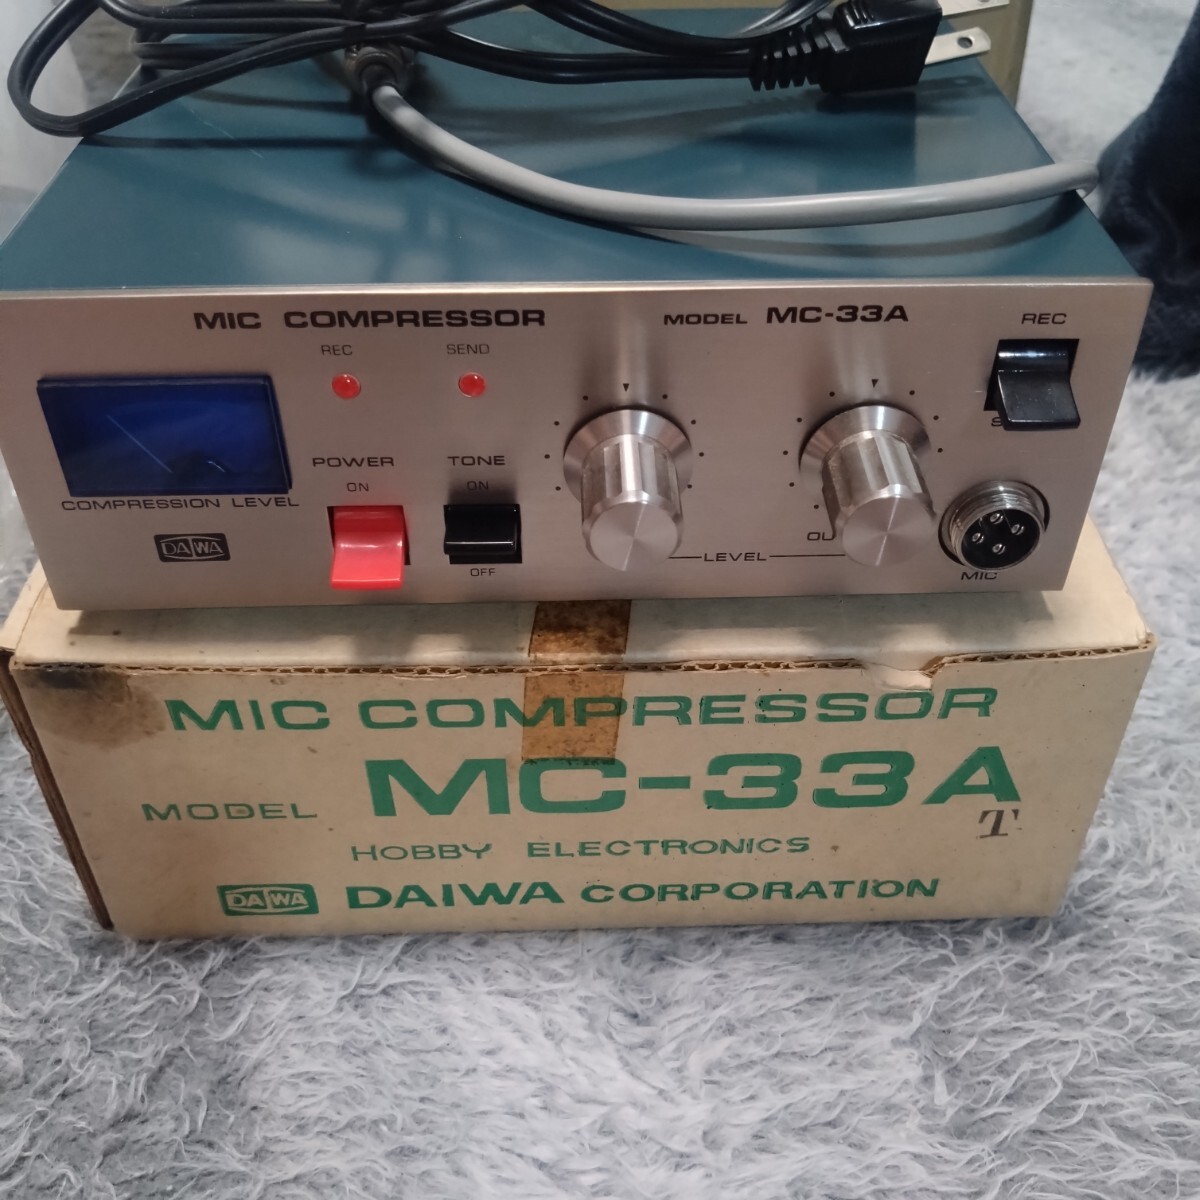 MIC COMPRESSOR
MODEL MC-33A
REC
REC
SEND
POWER
ON
TONE
ON
OFF
COMPRESSION LEVEL
DAIWA
LEVEL
MIC
MIC COMPRESSOR
MODEL MC-33A
T
HOBBY ELECTRONICS
DAIWA DAIWA CORPORATION